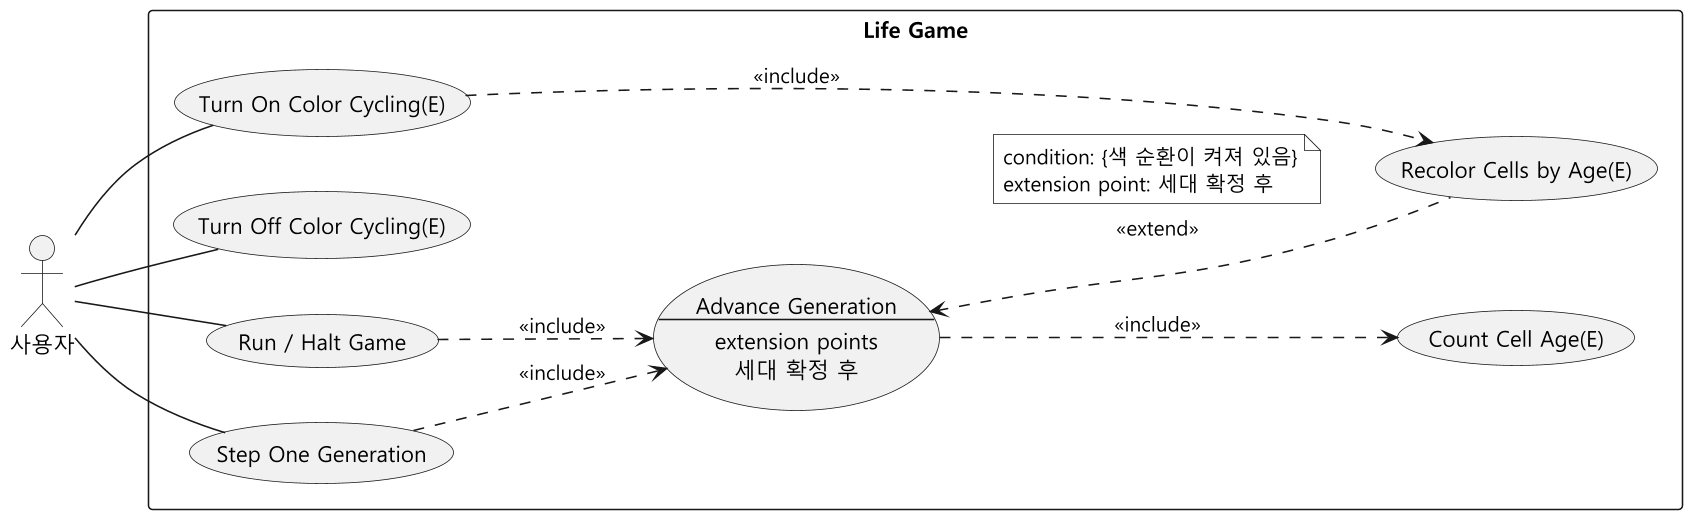 Life Game
Turn On Color Cycling(E)
«include»
condition: {색 순환이 켜져 있음}
extension point: 세대 확정 후
Recolor Cells by Age(E)
Turn Off Color Cycling(E)
«extend»
사용자
Run / Halt Game
«include»
Advance Generation
extension points
세대 확정 후
«include»
Count Cell Age(E)
«include»
Step One Generation